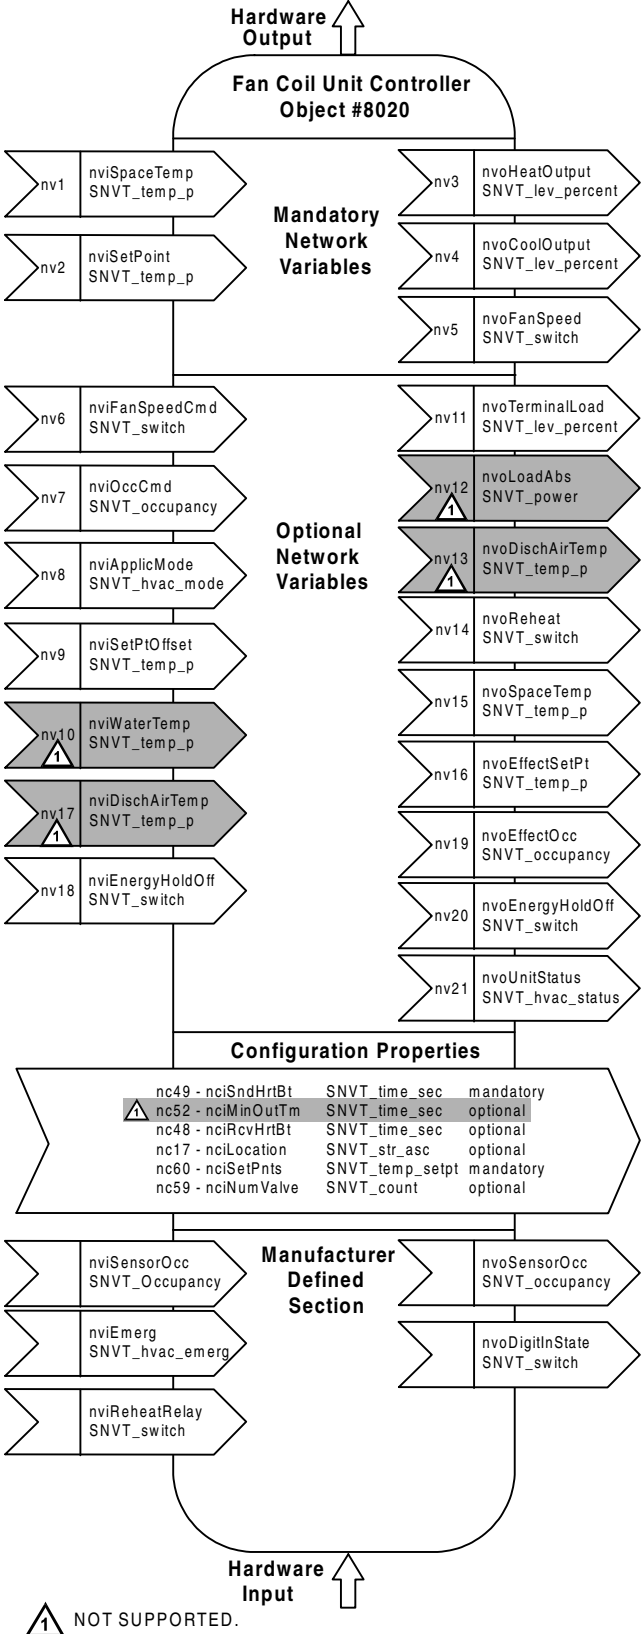 Hardware
Output
Fan Coil Unit Controller
Object #8020
nv1
nviSpaceTemp
SNVT_temp_p
nv2
nviSetPoint
SNVT_temp_p
Mandatory
Network
Variables
nv3
nvoHeatOutput
SNVT_lev_percent
nv4
nvoCoolOutput
SNVT_lev_percent
nv5
nvoFanSpeed
SNVT_switch
nv6
nviFanSpeedCmd
SNVT_switch
nv7
nviOccCmd
SNVT_occupancy
nv8
nviApplicMode
SNVT_hvac_mode
nv9
nviSetPtOffset
SNVT_temp_p
nv10
1
nviWaterTemp
SNVT_temp_p
nv17
1
nviDischAirTemp
SNVT_temp_p
nv18
nviEnergyHoldOff
SNVT_switch
Optional
Network
Variables
nv11
nvoTerminalLoad
SNVT_lev_percent
nv12
1
nvoLoadAbs
SNVT_power
nv13
1
nvoDischAirTemp
SNVT_temp_p
nv14
nvoReheat
SNVT_switch
nv15
nvoSpaceTemp
SNVT_temp_p
nv16
nvoEffectSetPt
SNVT_temp_p
nv19
nvoEffectOcc
SNVT_occupancy
nv20
nvoEnergyHoldOff
SNVT_switch
nv21
nvoUnitStatus
SNVT_hvac_status
Configuration Properties
nc49 - nciSndHrtBt SNVT_time_sec mandatory
1 nc52 - nciMinOutTm SNVT_time_sec optional
nc48 - nciRcvHrtBt SNVT_time_sec optional
nc17 - nciLocation SNVT_str_asc optional
nc60 - nciSetPnts SNVT_temp_setpt mandatory
nc59 - nciNumValve SNVT_count optional
nviSensorOcc
SNVT_Occupancy
nviEmerg
SNVT_hvac_emerg
nviReheatRelay
SNVT_switch
Manufacturer
Defined
Section
nvoSensorOcc
SNVT_occupancy
nvoDigitInState
SNVT_switch
Hardware
Input
1 NOT SUPPORTED.